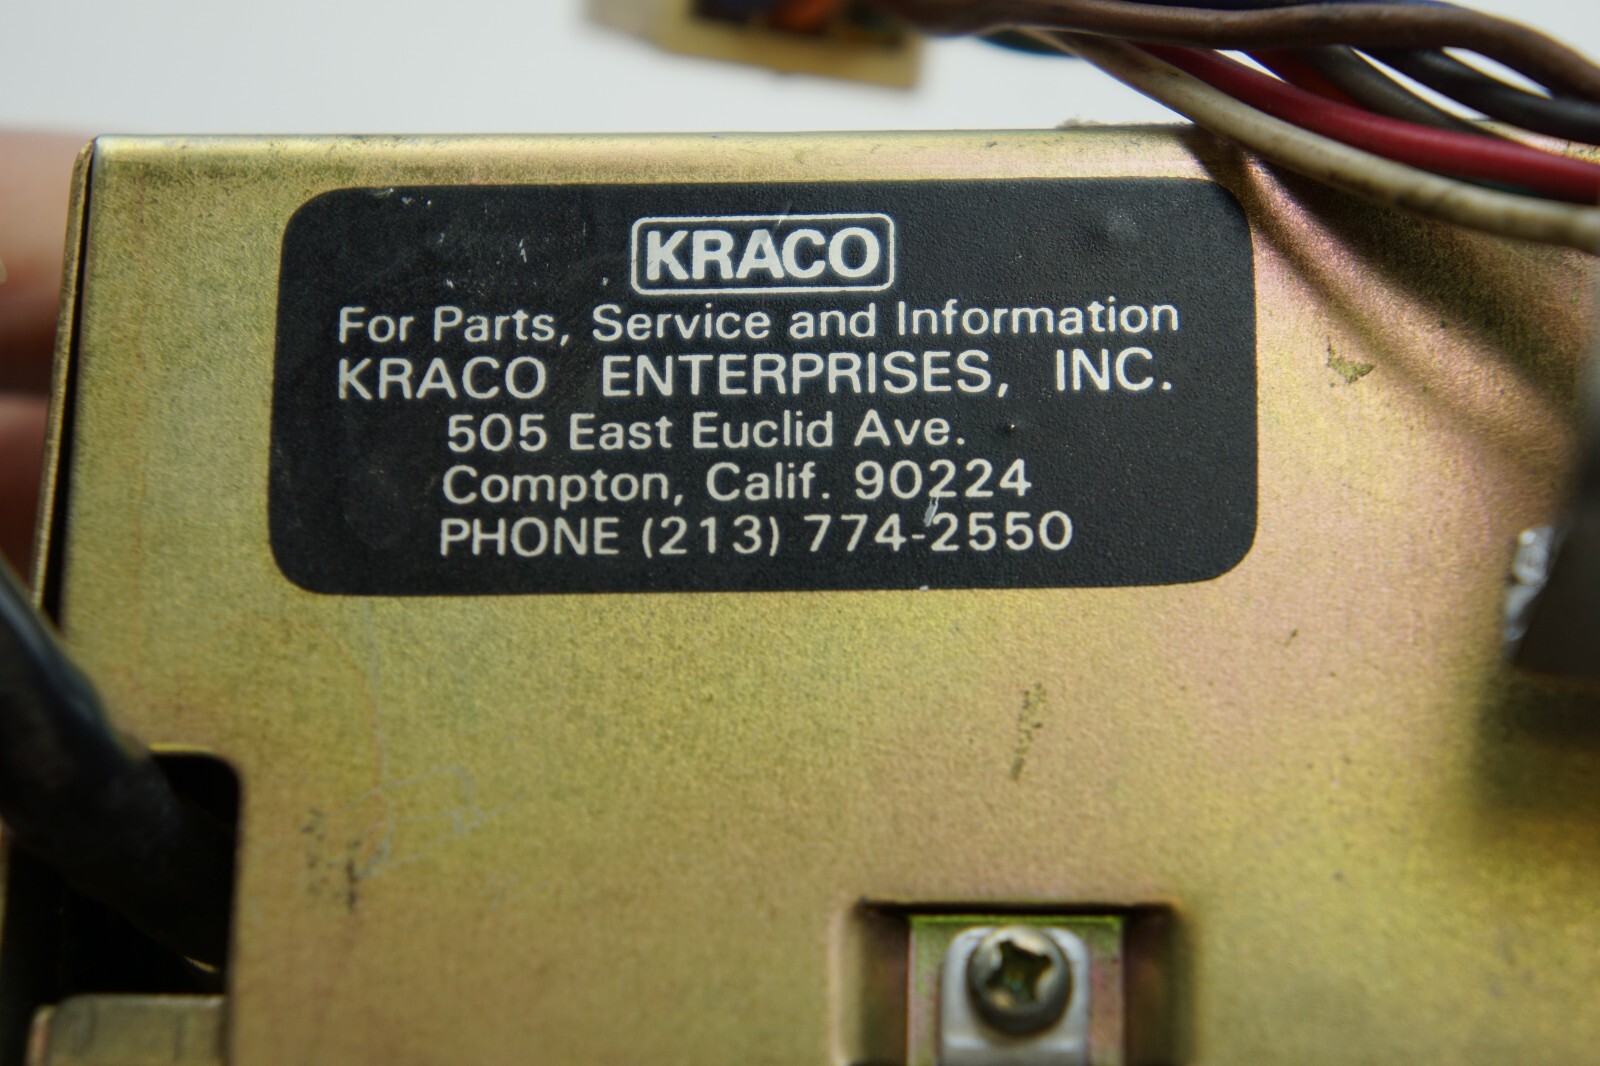 KRACO
For Parts, Service and Information
KRACO ENTERPRISES, INC.
505 East Euclid Ave.
Compton, Calif. 90224
PHONE (213) 774-2550